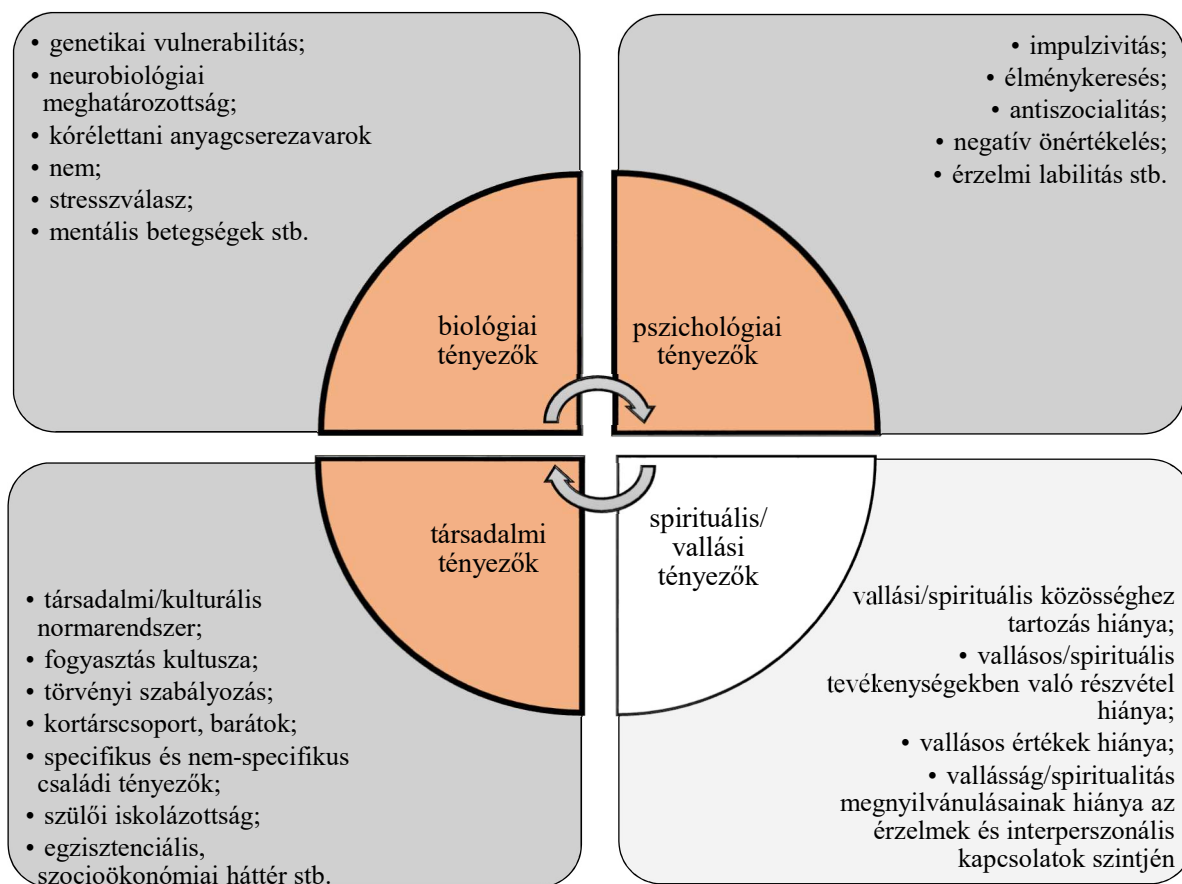 • genetikai vulnerabilitás;
• neurobiológiai
meghatározottság;
• kórélettani anyagcserezavarok
• nem;
• stresszválasz;
• mentális betegségek stb.
• impulzivitás;
• élménykeresés;
• antiszocialitás;
• negatív önértékelés;
• érzelmi labilitás stb.
biológiai
tényezők
pszichológiai
tényezők
társadalmi
tényezők
spirituális/
vallási
tényezők
• társadalmi/kulturális
normarendszer;
• fogyasztás kultusza;
• törvényi szabályozás;
• kortárscsoport, barátok;
• specifikus és nem-specifikus
családi tényezők;
• szülői iskolázottság;
• egzisztenciális,
szocioökonómiai háttér stb.
vallási/spirituális közösséghez
tartozás hiánya;
• vallásos/spirituális
tevékenységekben való részvétel
hiánya;
• vallásos értékek hiánya;
• vallásság/spiritualitás
megnyilvánulásainak hiánya az
érzelmek és interperszonális
kapcsolatok szintjén